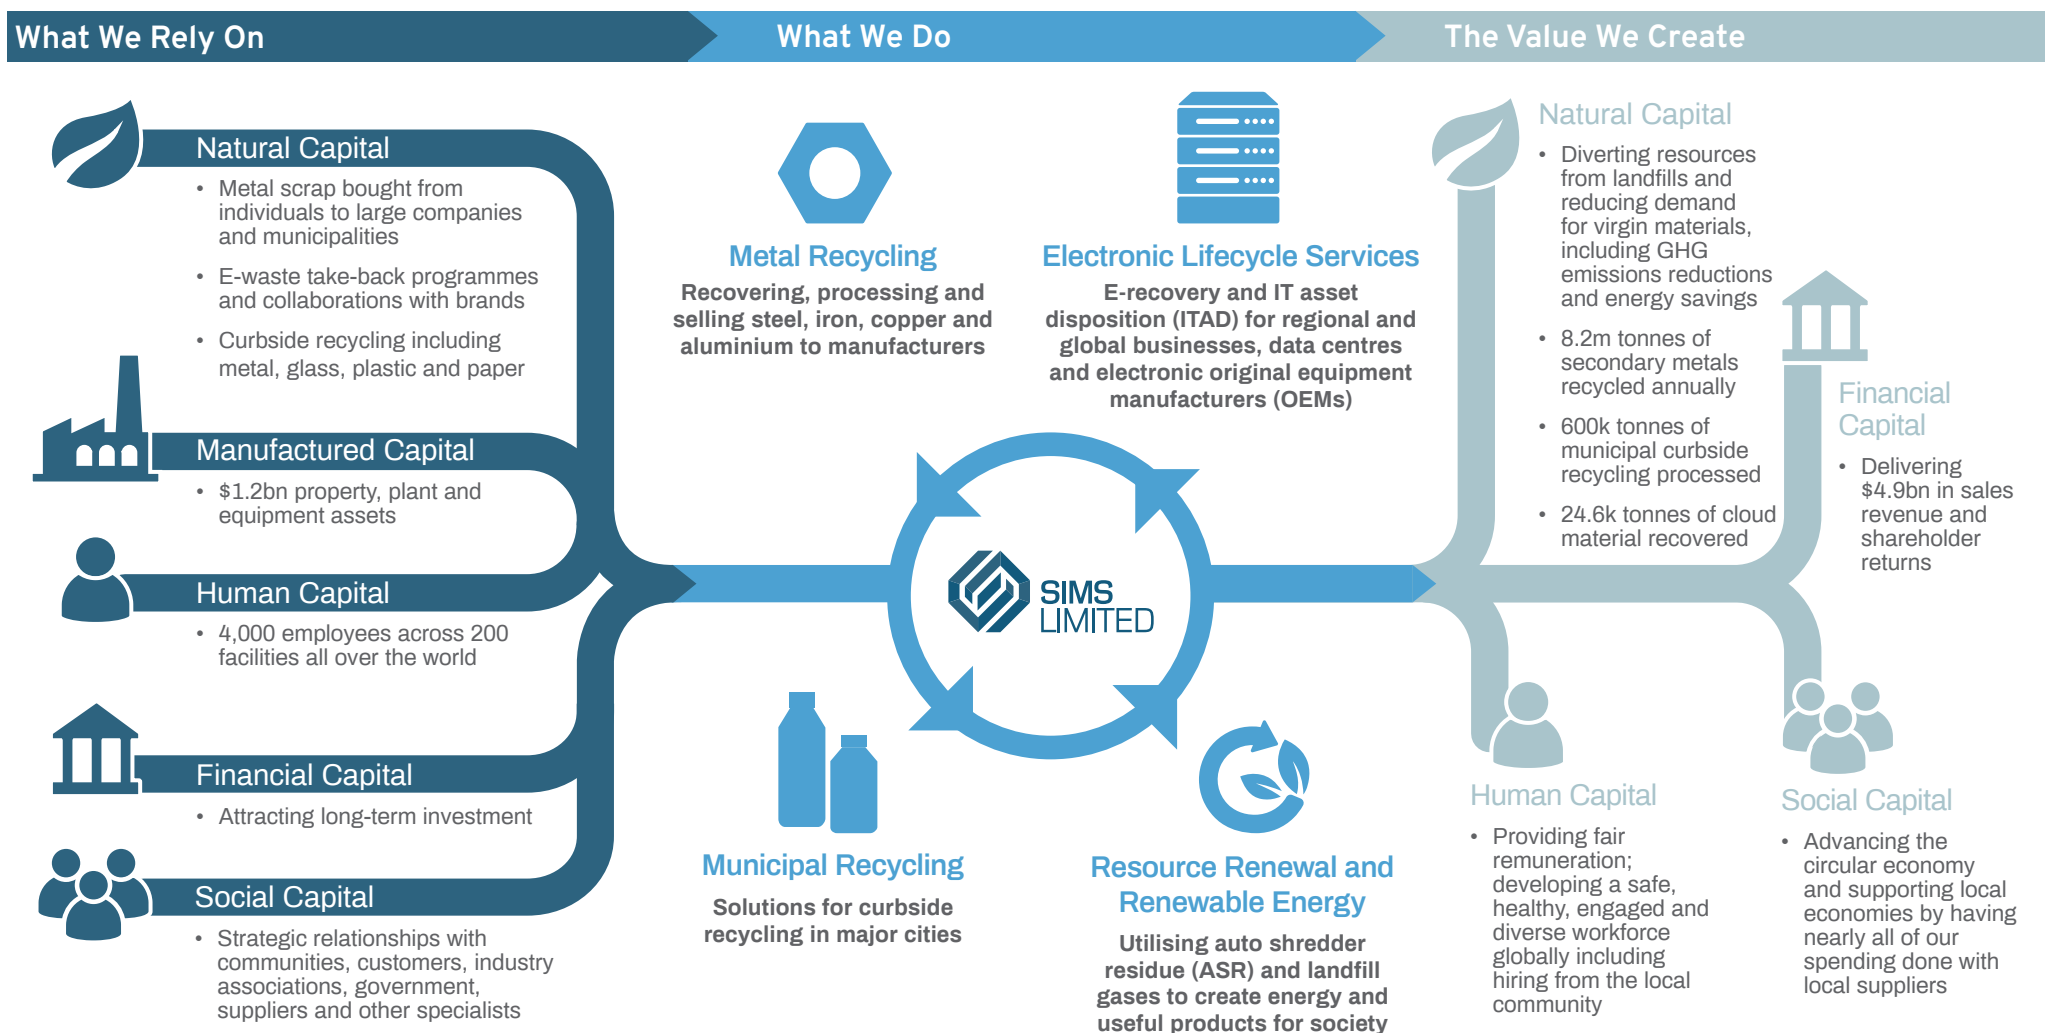 What We Rely On
What We Do
The Value We Create
Natural Capital
• Metal scrap bought from
individuals to large companies
and municipalities
• E-waste take-back programmes
and collaborations with brands
• Curbside recycling including
metal, glass, plastic and paper
Manufactured Capital
• $1.2bn property, plant and
equipment assets
Human Capital
• 4,000 employees across 200
facilities all over the world
Financial Capital
• Attracting long-term investment
Social Capital
• Strategic relationships with
communities, customers, industry
associations, government,
suppliers and other specialists
Metal Recycling
Recovering, processing and
selling steel, iron, copper and
aluminium to manufacturers
Electronic Lifecycle Services
E-recovery and IT asset
disposition (ITAD) for regional and
global businesses, data centres
and electronic original equipment
manufacturers (OEMs)
SIMS
LIMITED
Municipal Recycling
Solutions for curbside
recycling in major cities
Resource Renewal and
Renewable Energy
Utilising auto shredder
residue (ASR) and landfill
gases to create energy and
useful products for society
Natural Capital
• Diverting resources
from landfills and
reducing demand
for virgin materials,
including GHG
emissions reductions
and energy savings
• 8.2m tonnes of
secondary metals
recycled annually
• 600k tonnes of
municipal curbside
recycling processed
• 24.6k tonnes of cloud
material recovered
Financial
Capital
• Delivering
$4.9bn in sales
revenue and
shareholder
returns
Human Capital
• Providing fair
remuneration;
developing a safe,
healthy, engaged and
diverse workforce
globally including
hiring from the local
community
Social Capital
• Advancing the
circular economy
and supporting local
economies by having
nearly all of our
spending done with
local suppliers